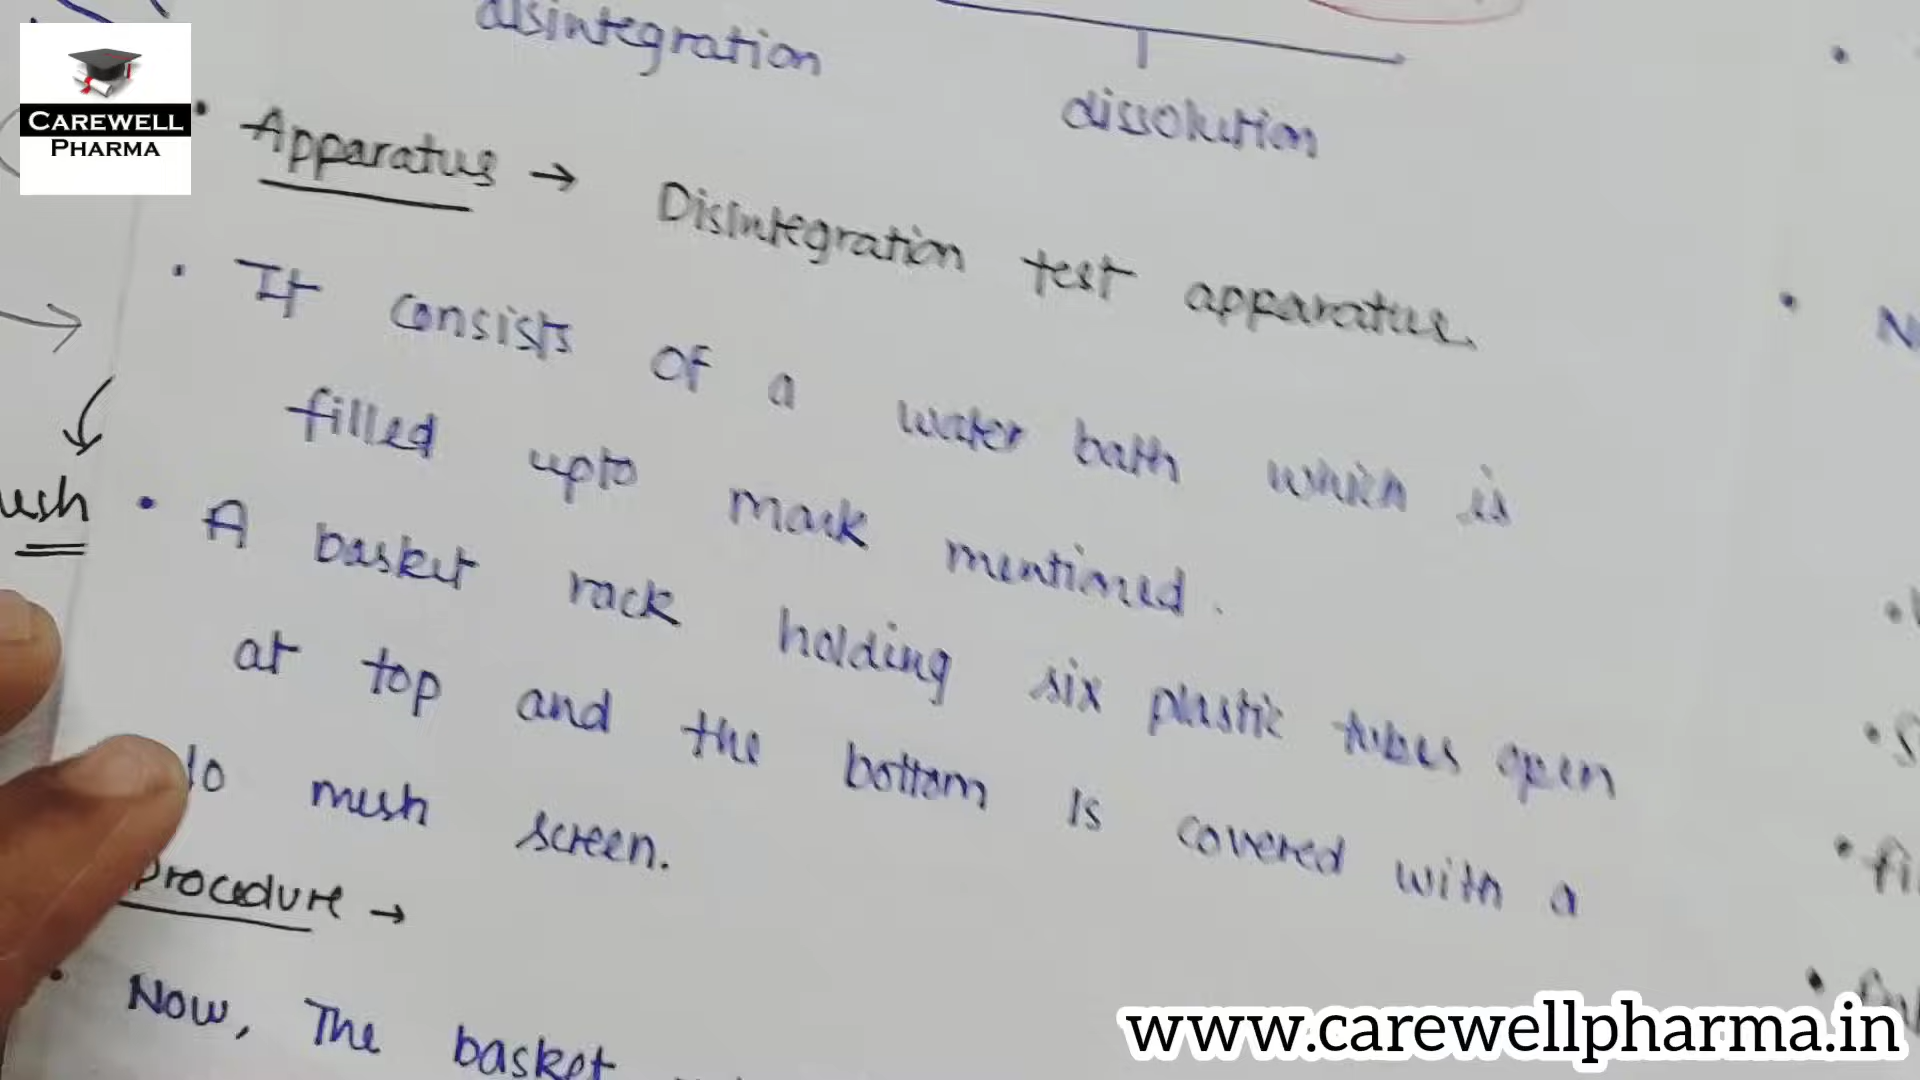 disintegration
dissolution
CAREWELL
PHARMA
• Apparatus → Disintegration test apparatus.
• It consists of a water bath which is
filled upto mark mentioned.
• A basket rack holding six plastic tubes open
at top and the bottom is covered with a
10 mesh screen.
Procedure →
• Now, The basket
www.carewellpharma.in